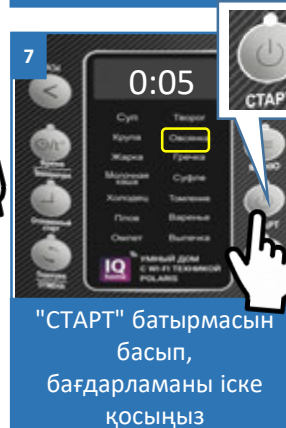 7
0:05
СТАРТ
Суп Творог
Крупа Овсянка
Жарка Гречка
Молочная каша Суфле
Холодец Томление
Плов Варенье
Омлет Выпечка
IQ home
УМНЫЙ ДОМ
С WI-FI ТЕХНИКОЙ
POLARIS
"СТАРТ" батырмасын
басып,
бағдарламаны іске
қосыңыз